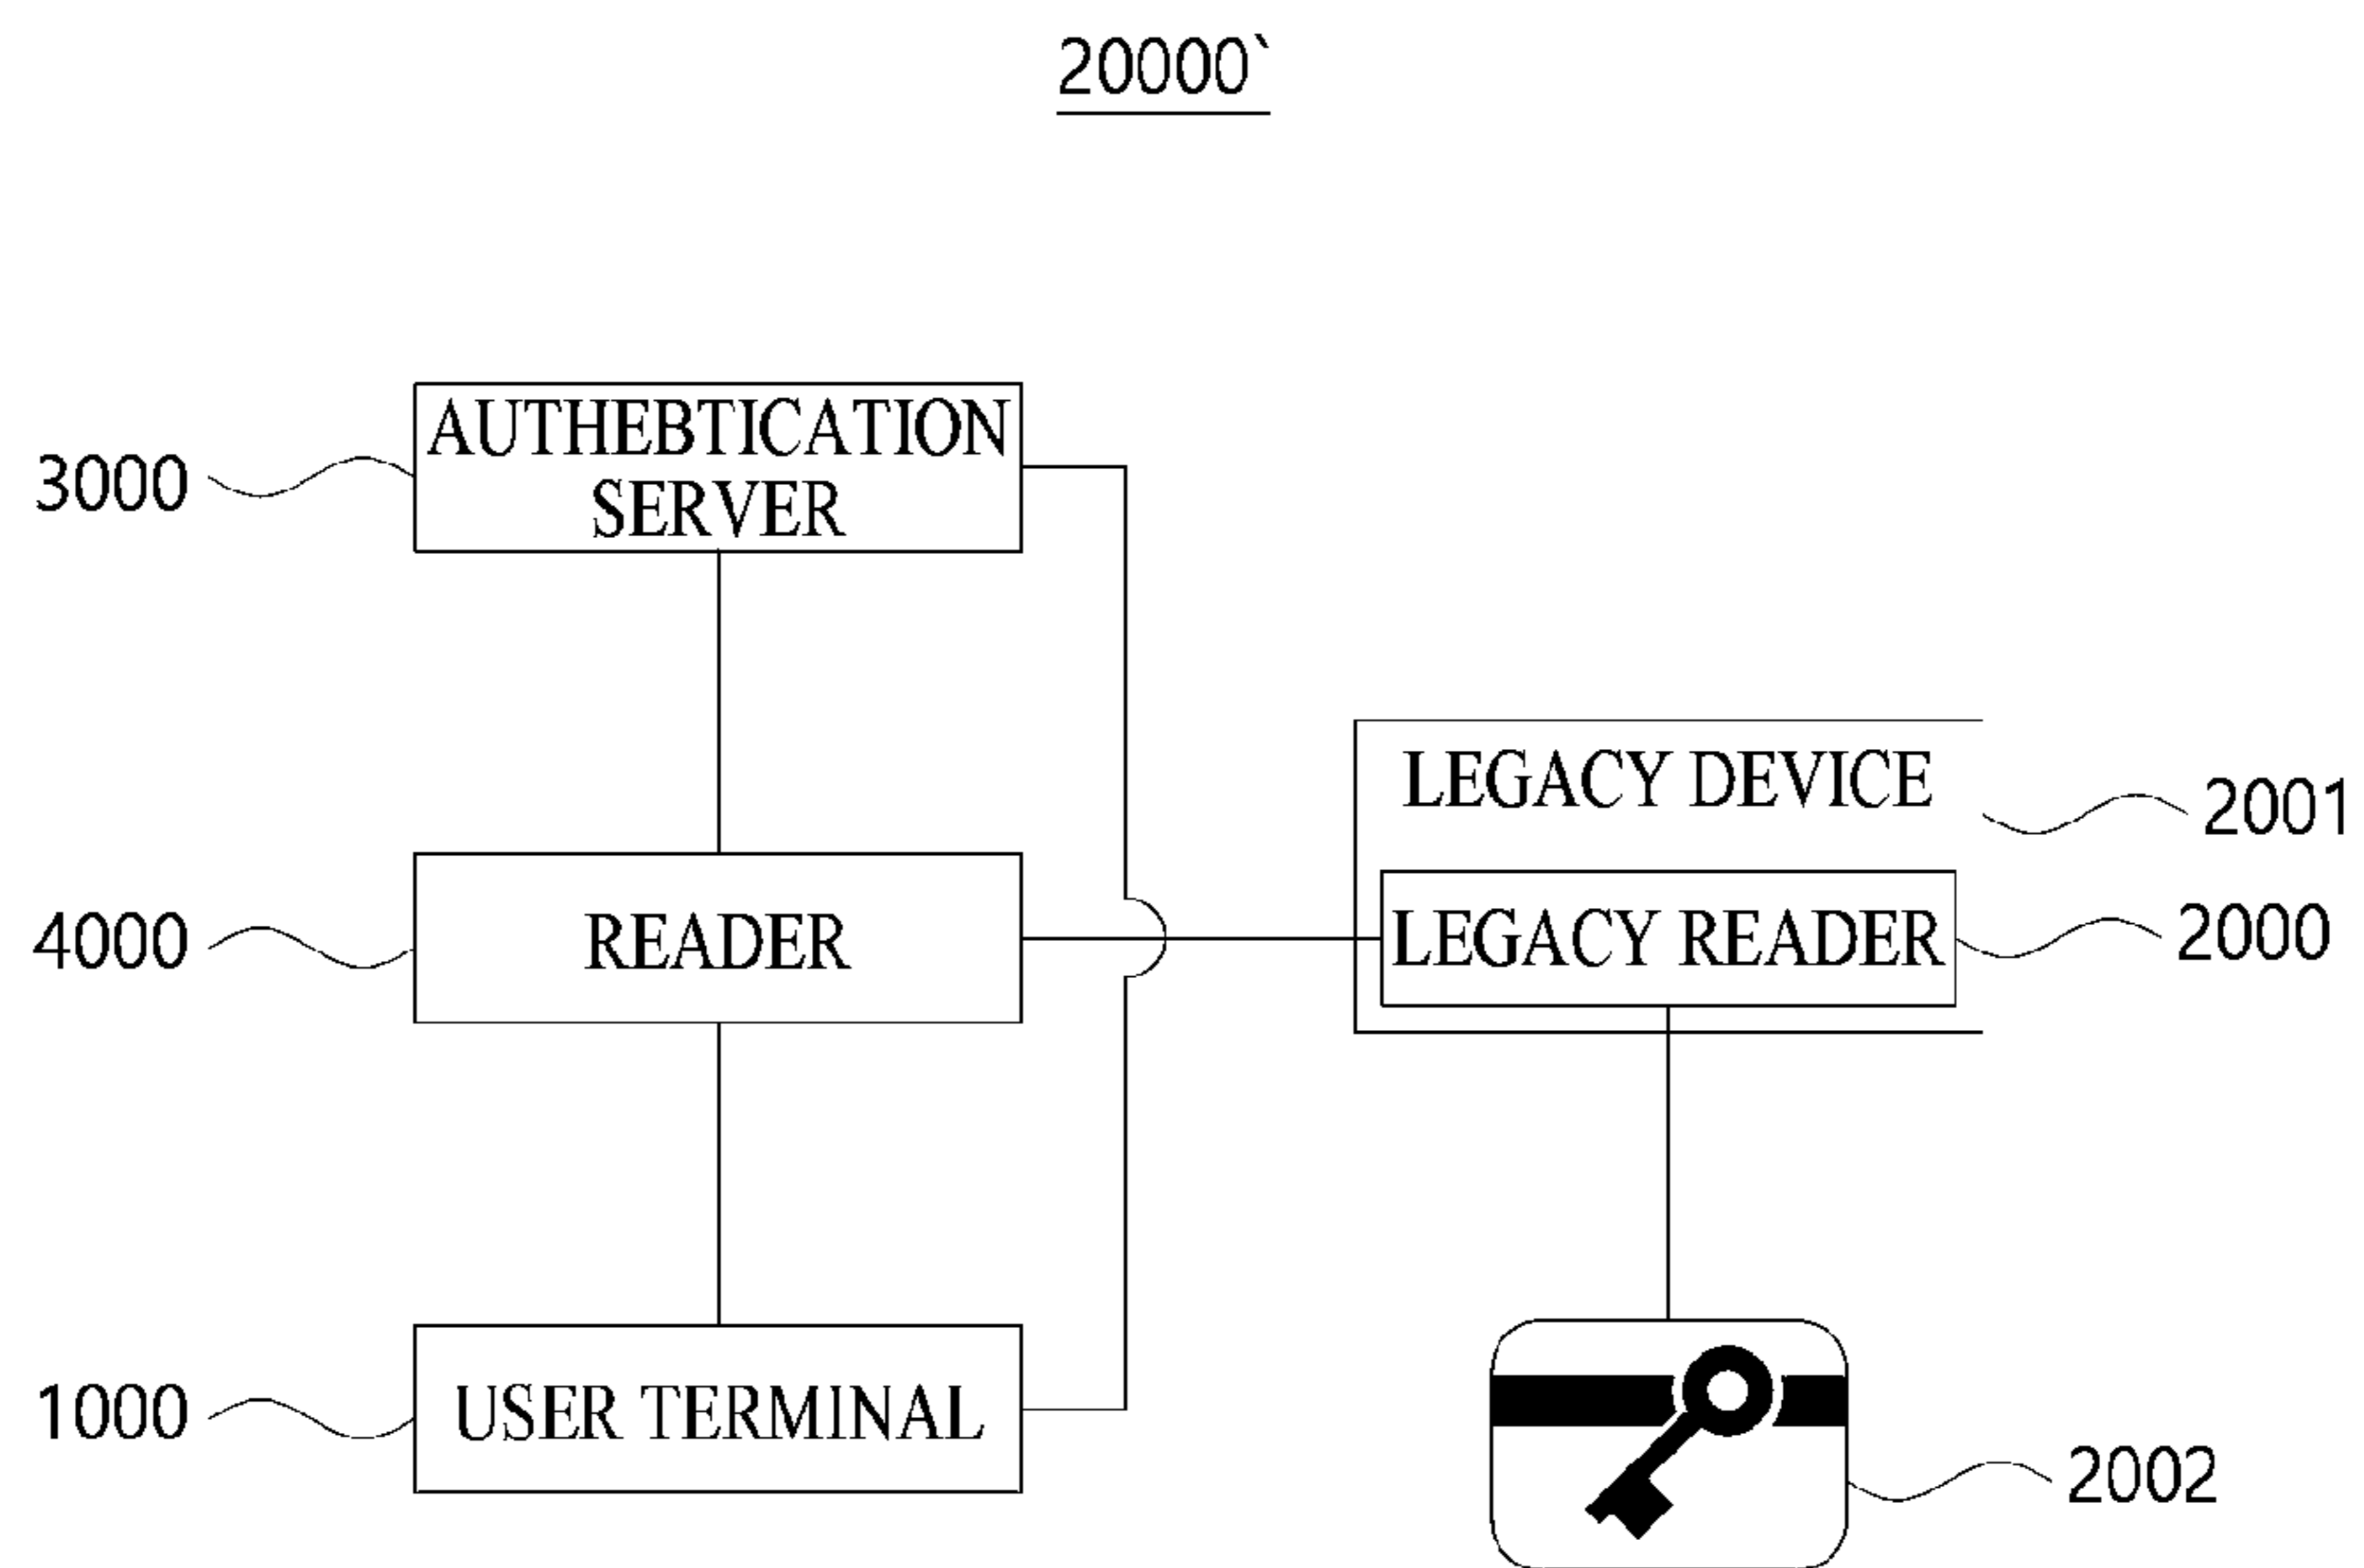 20000`
AUTHEBTICATION
SERVER
3000
LEGACY DEVICE
2001
4000
READER
LEGACY READER
2000
1000
USER TERMINAL
2002